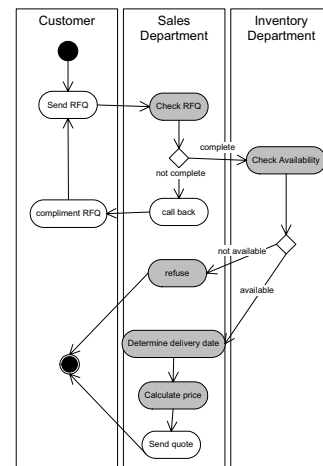 Customer
Sales
Department
Inventory
Department
Send RFQ
Check RFQ
complete
Check Availability
not complete
compliment RFQ
call back
not available
refuse
available
Determine delivery date
Calculate price
Send quote